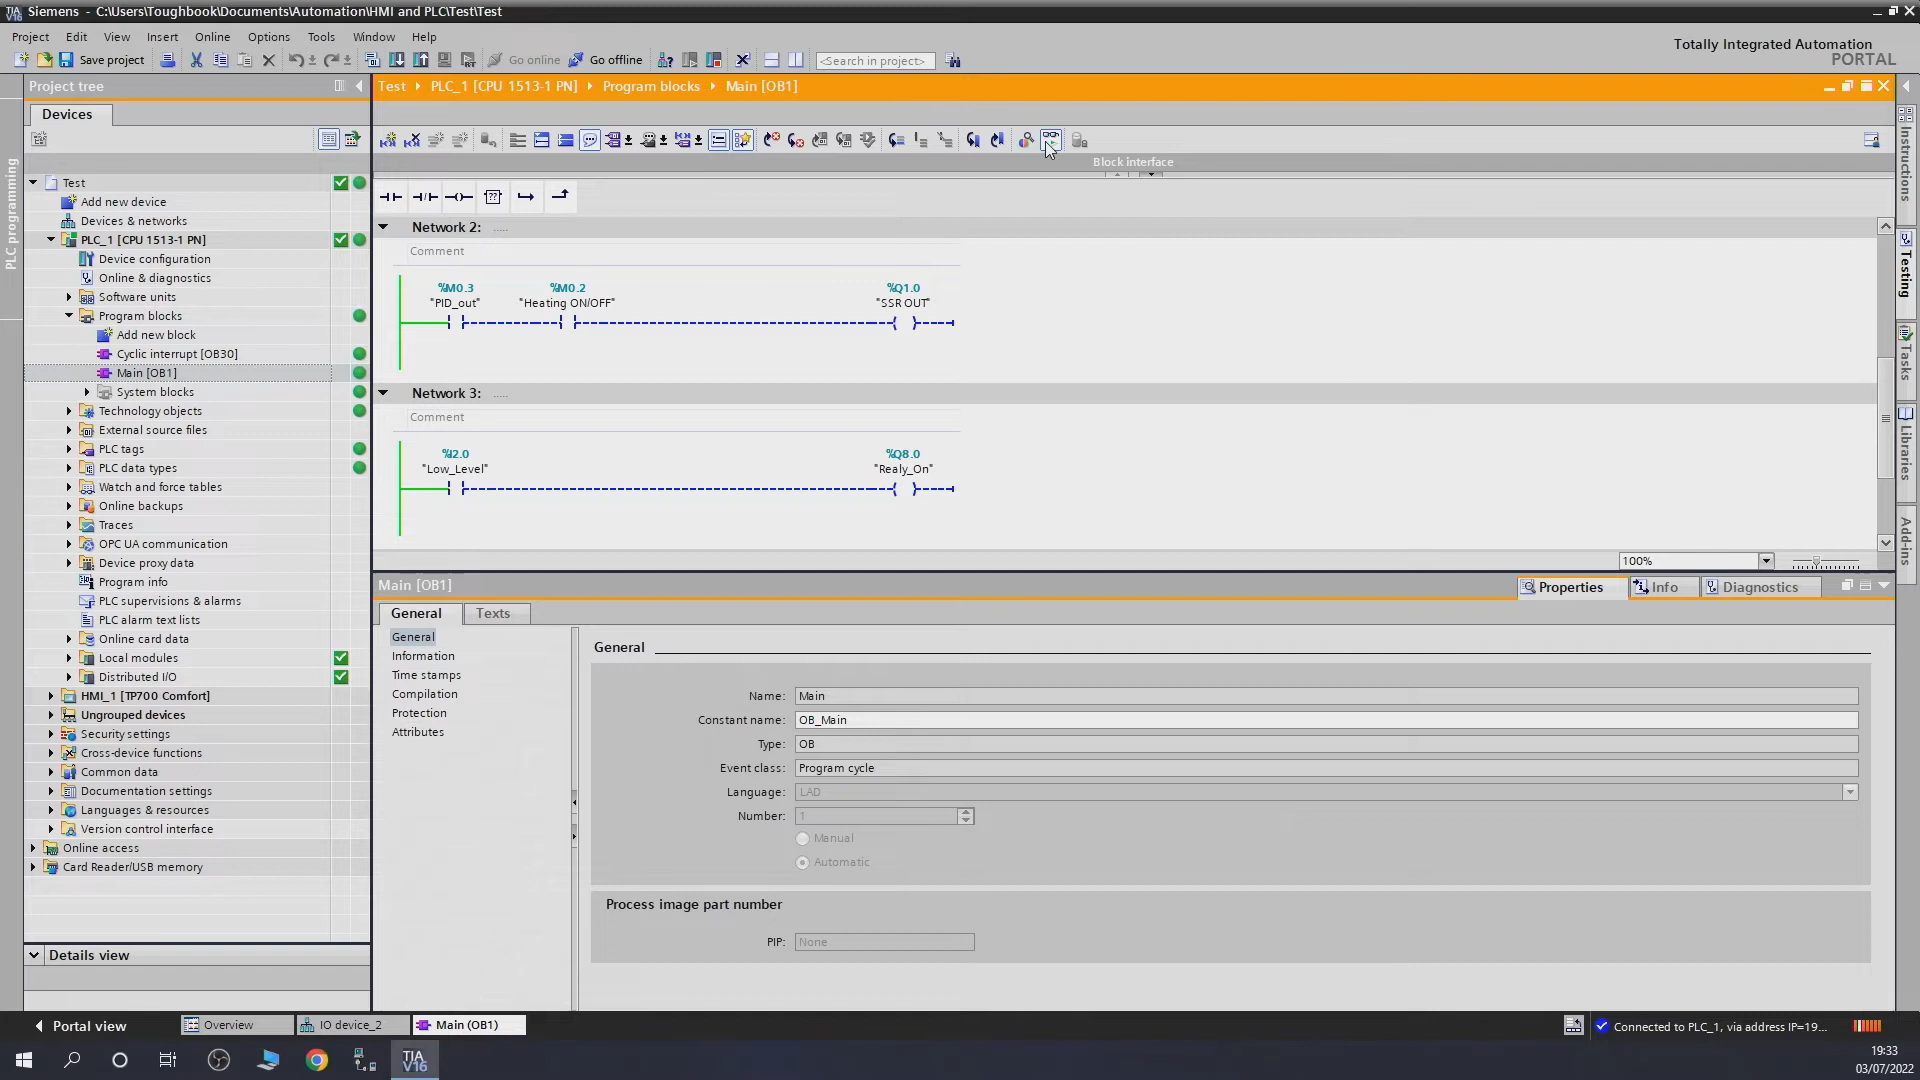 Siemens - C:\Users\Toughbook\Documents\Automation\HMI and PLC\Test\Test
Project Edit View Insert Online Options Tools Window Help
Save project
Go online
Go offline
<Search in project>
Totally Integrated Automation
PORTAL
Project tree
Devices
PLC programming
Test
Add new device
Devices & networks
PLC_1 [CPU 1513-1 PN]
Device configuration
Online & diagnostics
Software units
Program blocks
Add new block
Cyclic interrupt [OB30]
Main [OB1]
System blocks
Technology objects
External source files
PLC tags
PLC data types
Watch and force tables
Online backups
Traces
OPC UA communication
Device proxy data
Program info
PLC supervisions & alarms
PLC alarm text lists
Online card data
Local modules
Distributed I/O
HMI_1 [TP700 Comfort]
Ungrouped devices
Security settings
Cross-device functions
Common data
Documentation settings
Languages & resources
Version control interface
Online access
Card Reader/USB memory
Details view
Test PLC_1 [CPU 1513-1 PN] Program blocks Main [OB1]
Block interface
??
Network 2: .....
Comment
%M0.3 %M0.2 %Q1.0
"PID_out" "Heating ON/OFF" "SSR OUT"
Network 3: .....
Comment
%I2.0 %Q8.0
"Low_Level" "Realy_On"
100%
Main [OB1]
Properties Info Diagnostics
General Texts
General
Information
Time stamps
Compilation
Protection
Attributes
General
Name: Main
Constant name: OB_Main
Type: OB
Event class: Program cycle
Language: LAD
Number: 1
Manual
Automatic
Process image part number
PIP: None
Instructions
Testing
Tasks
Libraries
Add-ins
Portal view
Overview
IO device_2
Main (OB1)
Connected to PLC_1, via address IP=19...
TIA
V16
19:33
03/07/2022